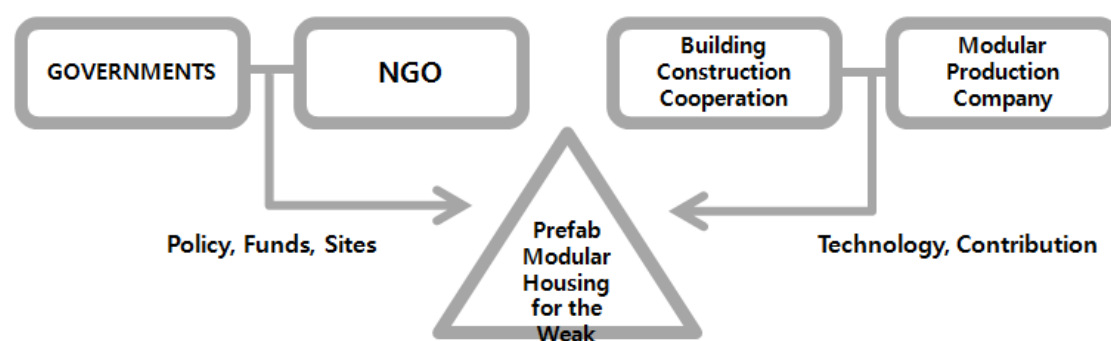 GOVERNMENTS
NGO
Building
Construction
Cooperation
Modular
Production
Company
Policy, Funds, Sites
Prefab
Modular
Housing
for the
Weak
Technology, Contribution